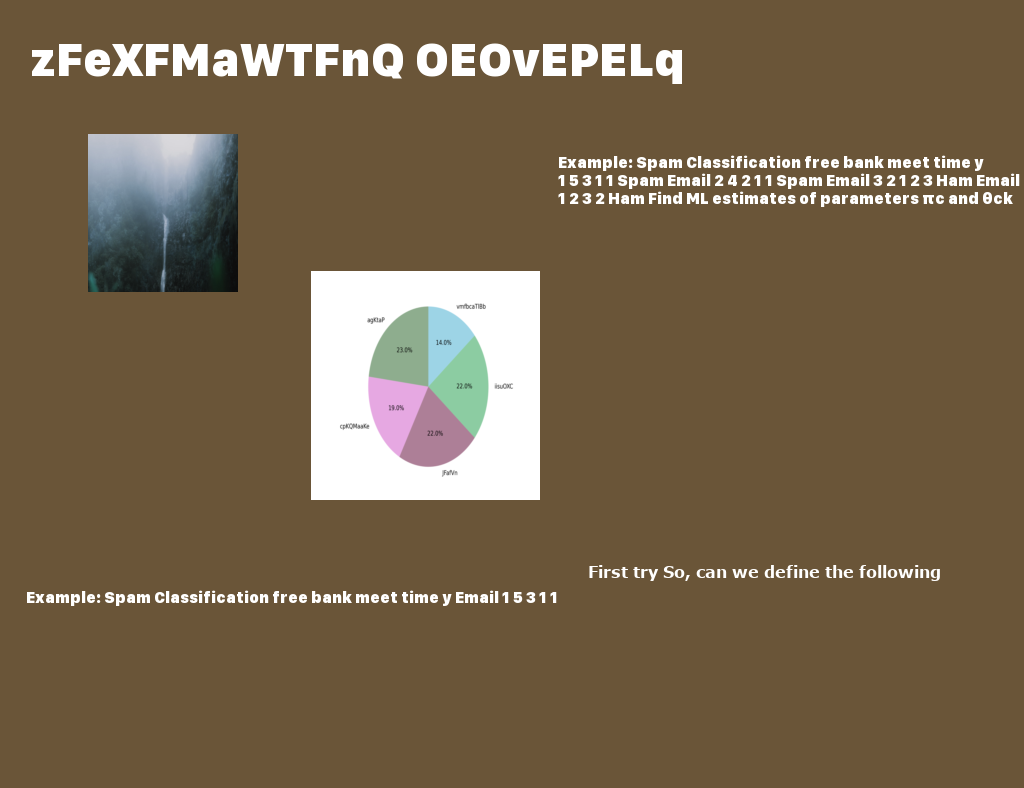 zFeXFMaWTFnQ OEOvEPELq
Example: Spam Classification free bank meet time y
1 5 3 1 1 Spam Email 2 4 2 1 1 Spam Email 3 2 1 2 3 Ham Email
1 2 3 2 Ham Find ML estimates of parameters πc and θck
vmfbcaTlBb
agKtaP
14.0%
23.0%
22.0%
iisuOXC
19.0%
cpKQMaaKe
22.0%
JFafVn
First try So, can we define the following
Example: Spam Classification free bank meet time y Email 1 5 3 1 1